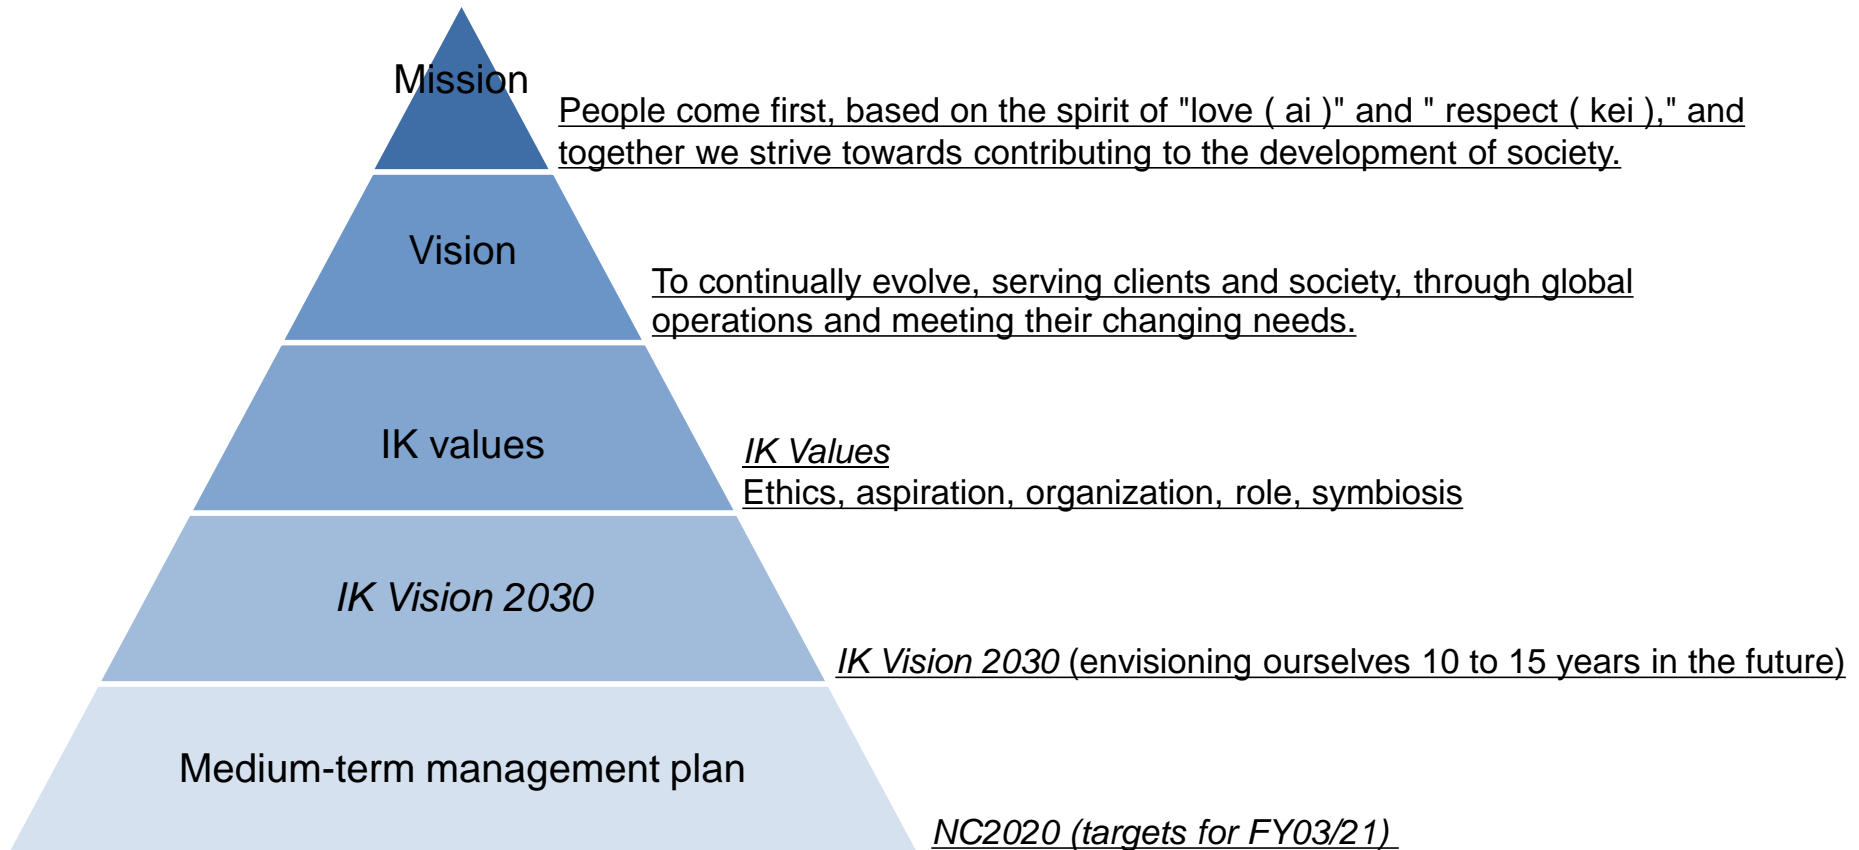 Mission
People come first, based on the spirit of "love ( ai )" and " respect ( kei )," and
together we strive towards contributing to the development of society.
Vision
To continually evolve, serving clients and society, through global
operations and meeting their changing needs.
IK values
IK Values
Ethics, aspiration, organization, role, symbiosis
IK Vision 2030
IK Vision 2030 (envisioning ourselves 10 to 15 years in the future)
Medium-term management plan
NC2020 (targets for FY03/21)